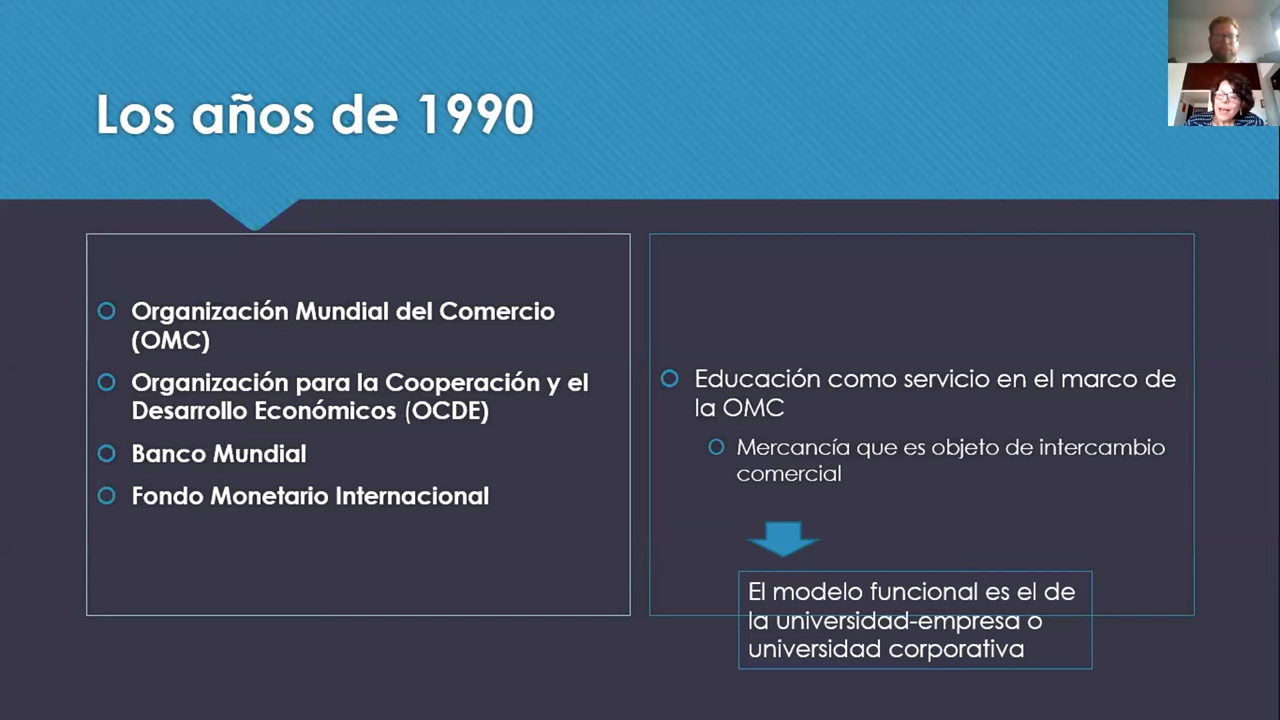 Los años de 1990
Organización Mundial del Comercio
(OMC)
Organización para la Cooperación y el
Desarrollo Económicos (OCDE)
Banco Mundial
Fondo Monetario Internacional
Educación como servicio en el marco de
la OMC
Mercancía que es objeto de intercambio
comercial
El modelo funcional es el de
la universidad-empresa o
universidad corporativa